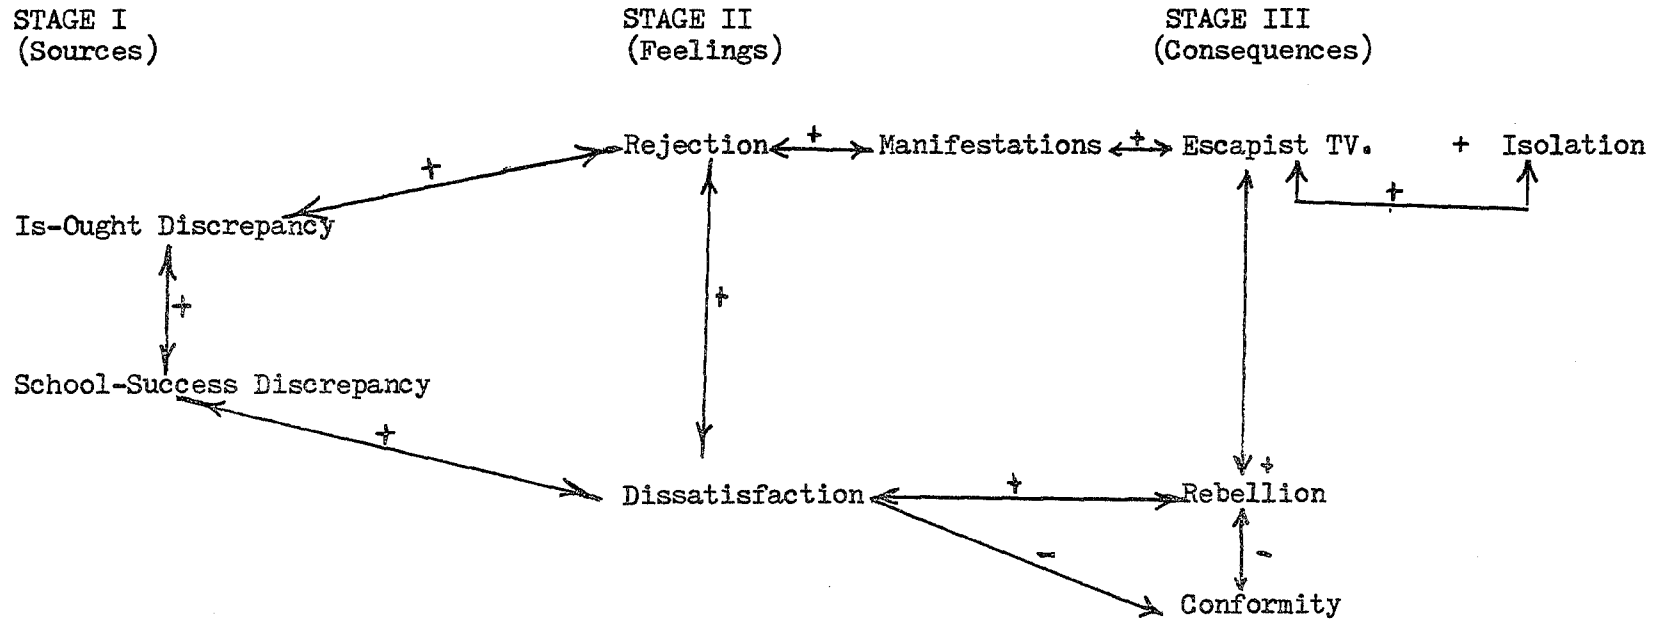 STAGE I STAGE II STAGE III
(Sources) (Feelings) (Consequences)
+ + +
Rejection Manifestations Escapist TV. + Isolation
+
Is-Ought Discrepancy
+ +
School-Success Discrepancy
+
+ +
Dissatisfaction Rebellion
- -
Conformity